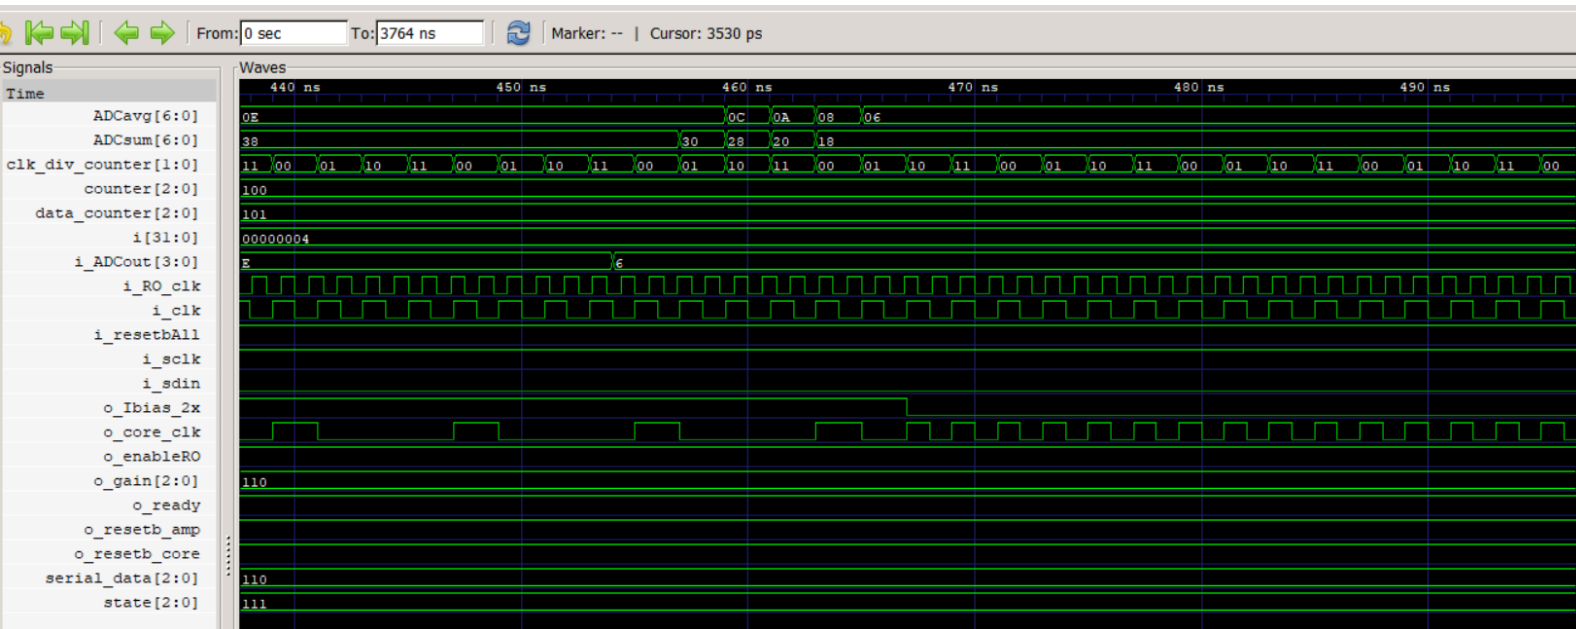 From: 0 sec To: 3764 ns Marker: -- | Cursor: 3530 ps
Signals Waves
Time 440 ns 450 ns 460 ns 470 ns 480 ns 490 ns
ADCavg[6:0] 0E 0C 0A 08 06
ADCsum[6:0] 38 30 28 20 18
clk_div_counter[1:0] 11 00 01 10 11 00 01 10 11 00 01 10 11 00 01 10 11 00 01 10 11 00 01 10 11 00 01 10 11 00
counter[2:0] 100
data_counter[2:0] 101
i[31:0] 00000004
i_ADCout[3:0] E 6
i_RO_clk
i_clk
i_resetbAll
i_sclk
i_sdin
o_Ibias_2x
o_core_clk
o_enableRO
o_gain[2:0] 110
o_ready
o_resetb_amp
o_resetb_core
serial_data[2:0] 110
state[2:0] 111